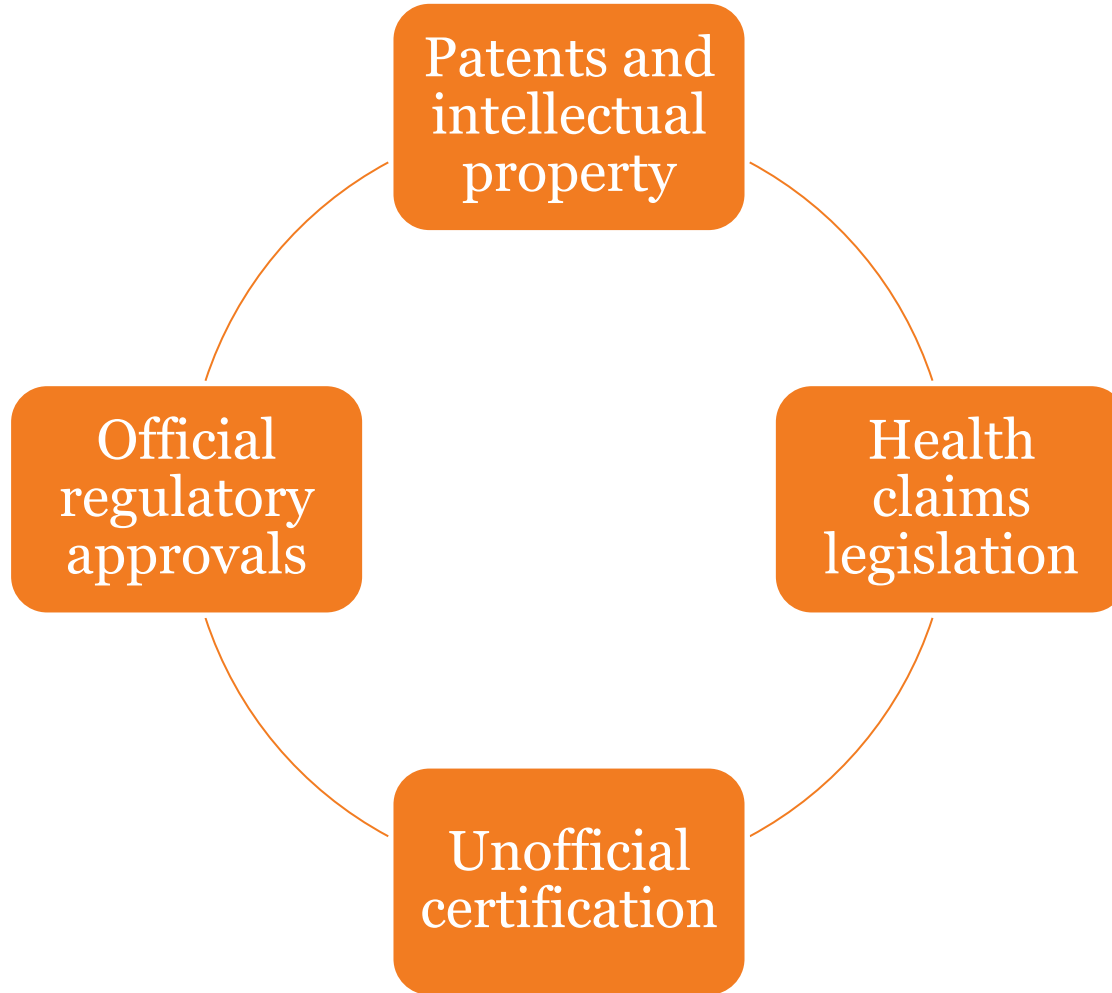 Patents and
intellectual
property
Official
regulatory
approvals
Health
claims
legislation
Unofficial
certification